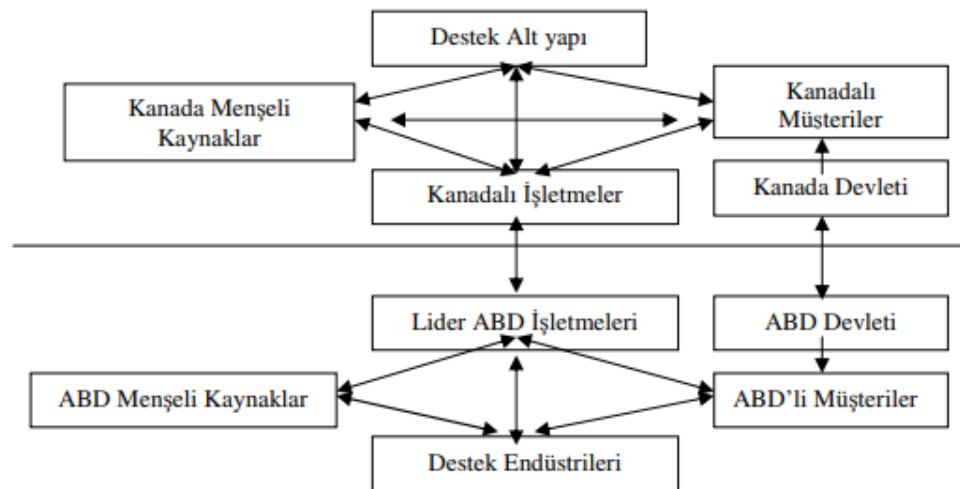 Destek Alt yapı
Kanada Menşeli
Kaynaklar
Kanadalı
Müşteriler
Kanadalı İşletmeler
Kanada Devleti
Lider ABD İşletmeleri
ABD Devleti
ABD Menşeli Kaynaklar
ABD’li Müşteriler
Destek Endüstrileri